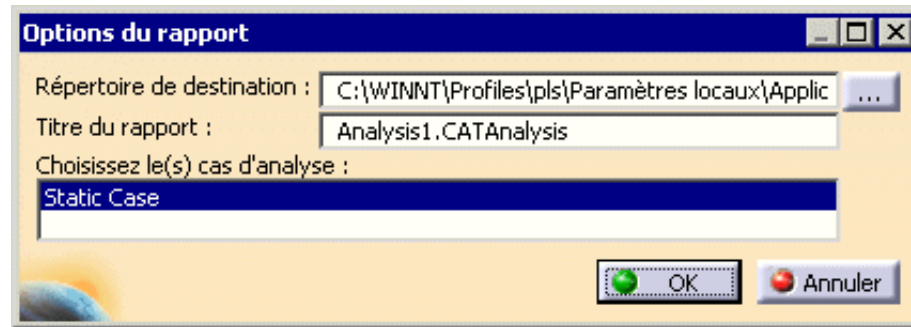 Options du rapport
Répertoire de destination : C:\WINNT\Profiles\pls\Paramètres locaux\Applic ...
Titre du rapport : Analysis1.CATAnalysis
Choisissez le(s) cas d'analyse :
Static Case
OK Annuler